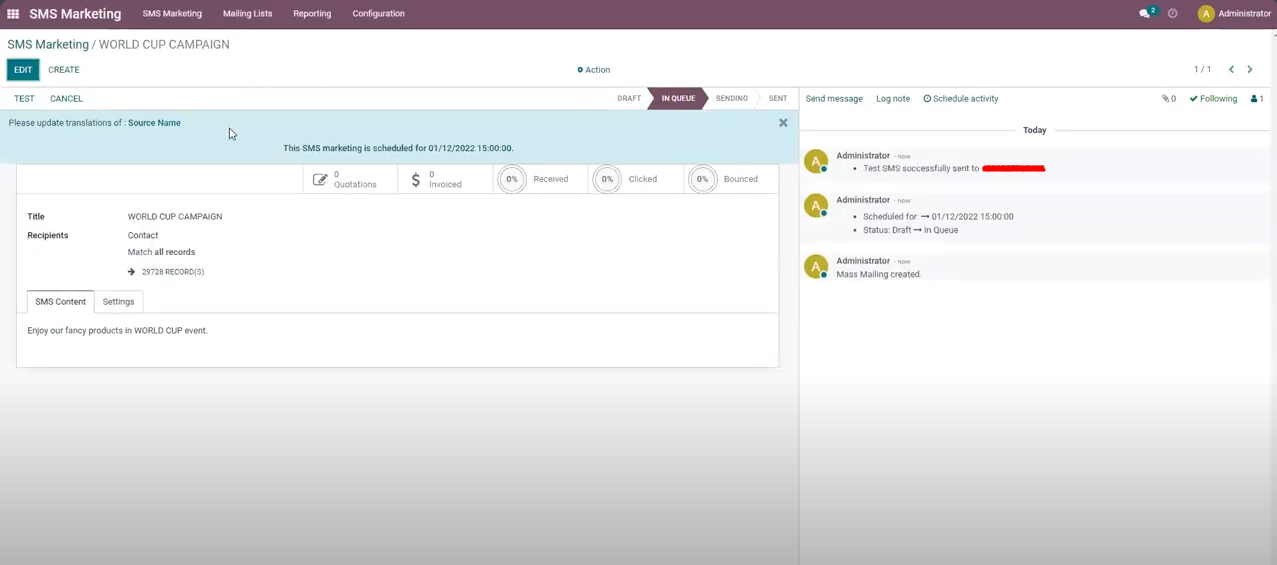 SMS Marketing SMS Marketing Mailing Lists Reporting Configuration 2 A Administrator
SMS Marketing / WORLD CUP CAMPAIGN
EDIT CREATE Action 1 / 1
TEST CANCEL DRAFT IN QUEUE SENDING SENT Send message Log note Schedule activity 0 Following 1
Please update translations of : Source Name
This SMS marketing is scheduled for 01/12/2022 15:00:00.
0 Quotations
$ 0 Invoiced
0% Received
0% Clicked
0% Bounced
Title WORLD CUP CAMPAIGN
Recipients Contact
Match all records
29728 RECORD(S)
SMS Content Settings
Enjoy our fancy products in WORLD CUP event.
Today
A Administrator - now
• Test SMS successfully sent to
A Administrator - now
• Scheduled for: → 01/12/2022 15:00:00
• Status: Draft → In Queue
A Administrator - now
Mass Mailing created.